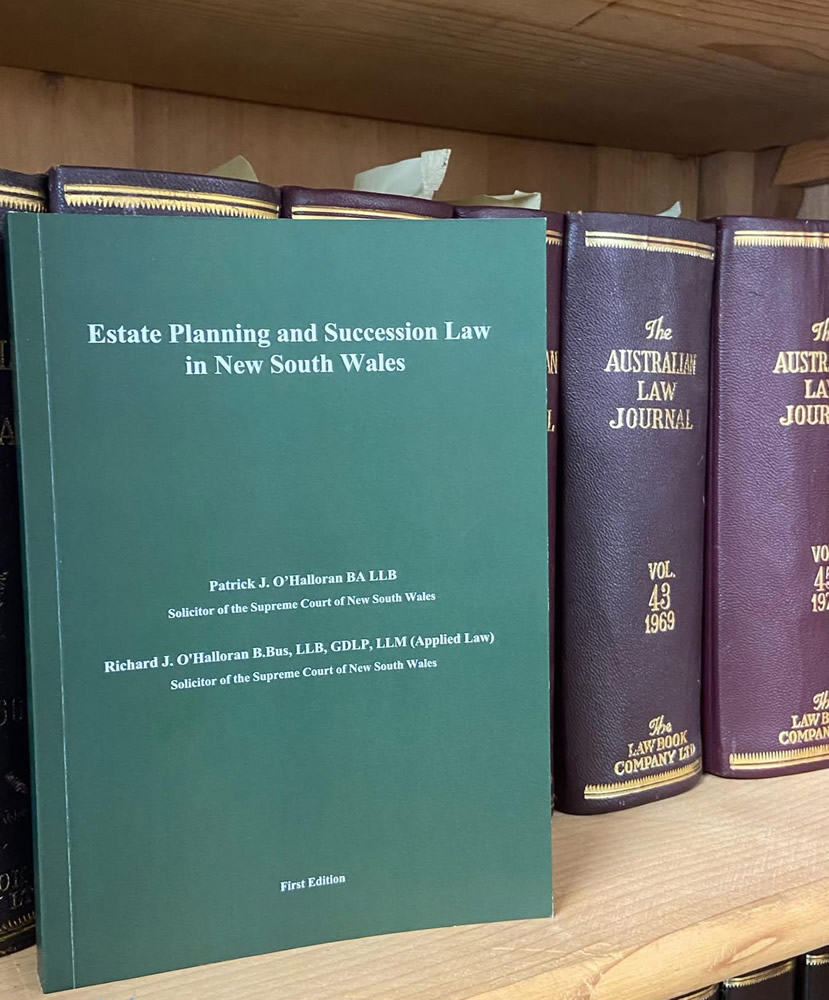 Estate Planning and Succession Law
in New South Wales
Patrick J. O’Halloran BA LLB
Solicitor of the Supreme Court of New South Wales
Richard J. O'Halloran B.Bus, LLB, GDLP, LLM (Applied Law)
Solicitor of the Supreme Court of New South Wales
First Edition
The
AUSTRALIAN
LAW
JOURNAL
VOL.
43
1969
The
LAW BOOK
COMPANY LTD